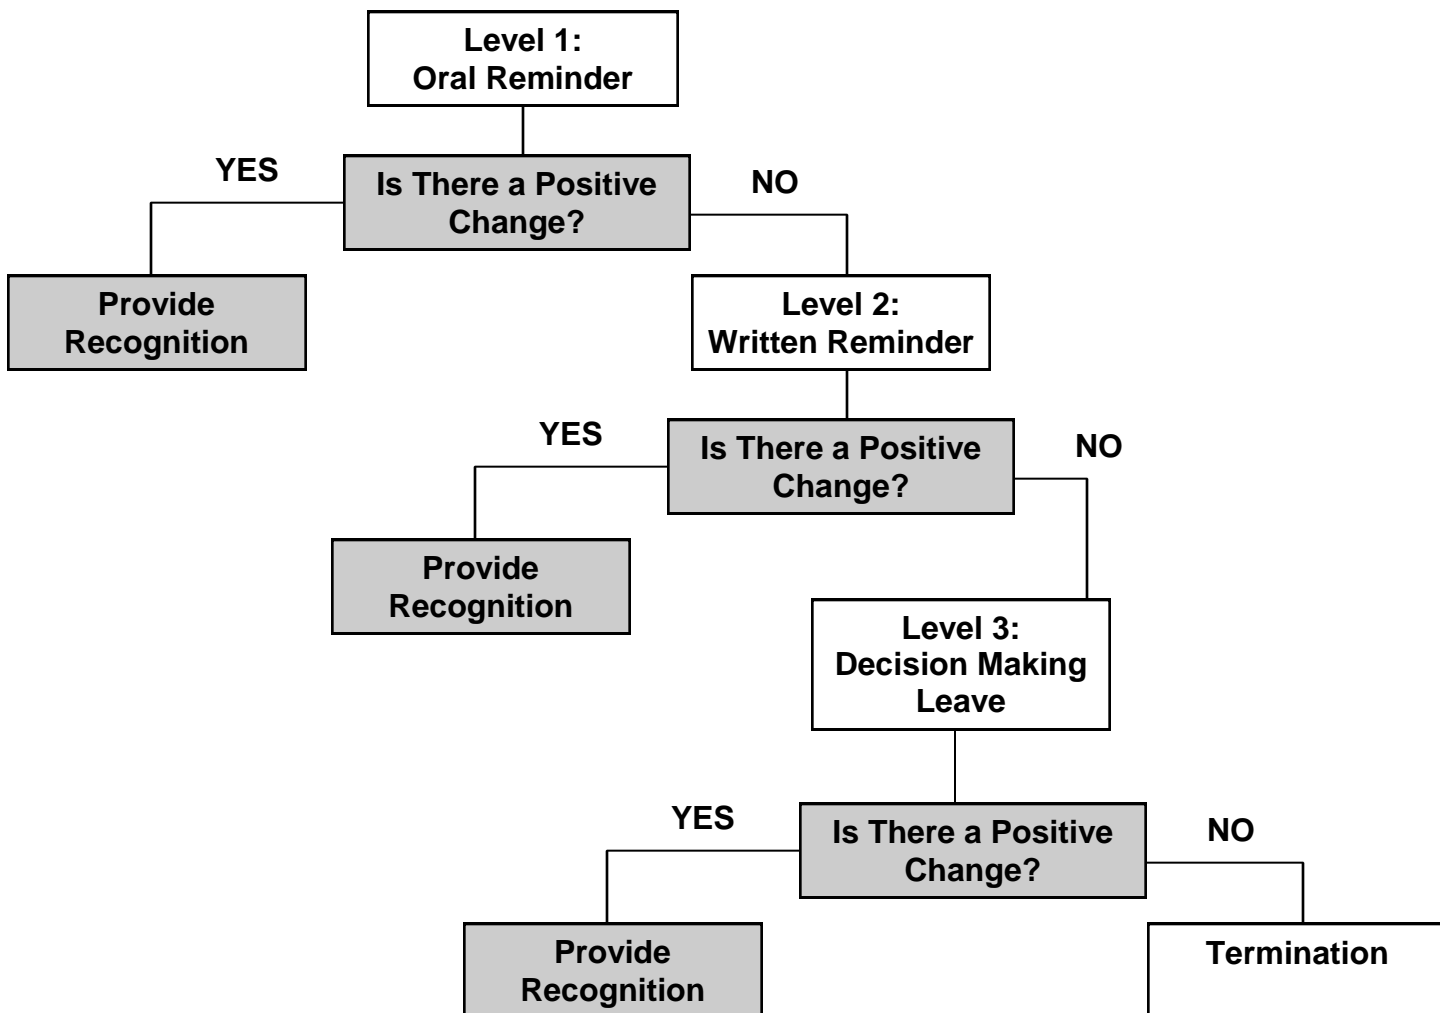 Level 1:
Oral Reminder
YES
Is There a Positive
Change?
NO
Provide
Recognition
Level 2:
Written Reminder
YES
Is There a Positive
Change?
NO
Provide
Recognition
Level 3:
Decision Making
Leave
YES
Is There a Positive
Change?
NO
Provide
Recognition
Termination